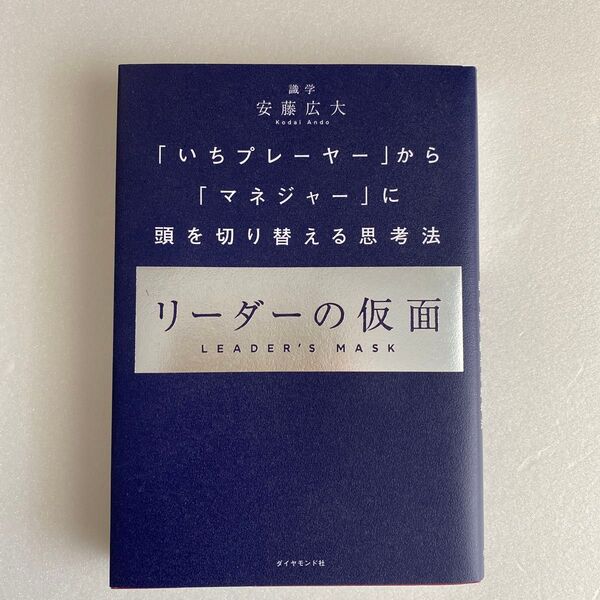 識学
安藤広大
Kodai Ando
「いちプレーヤー」から
「マネジャー」に
頭を切り替える思考法
リーダーの仮面
LEADER'S MASK
ダイヤモンド社